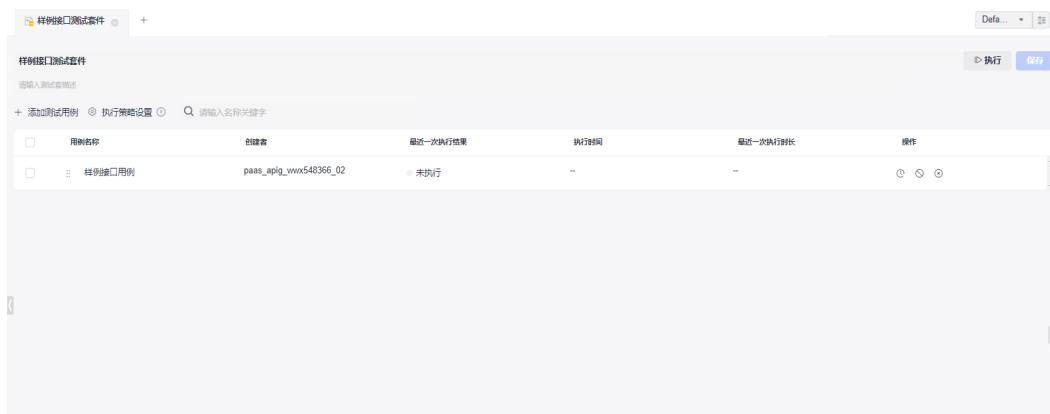 样例接口测试套件
Defa...
样例接口测试套件
执行 保存
请输入测试套描述
添加测试用例 执行策略设置 请输入名称关键字
用例名称 创建者 最近一次执行结果 执行时间 最近一次执行时长 操作
样例接口用例 paas_apig_wwx548366_02 未执行 -- --